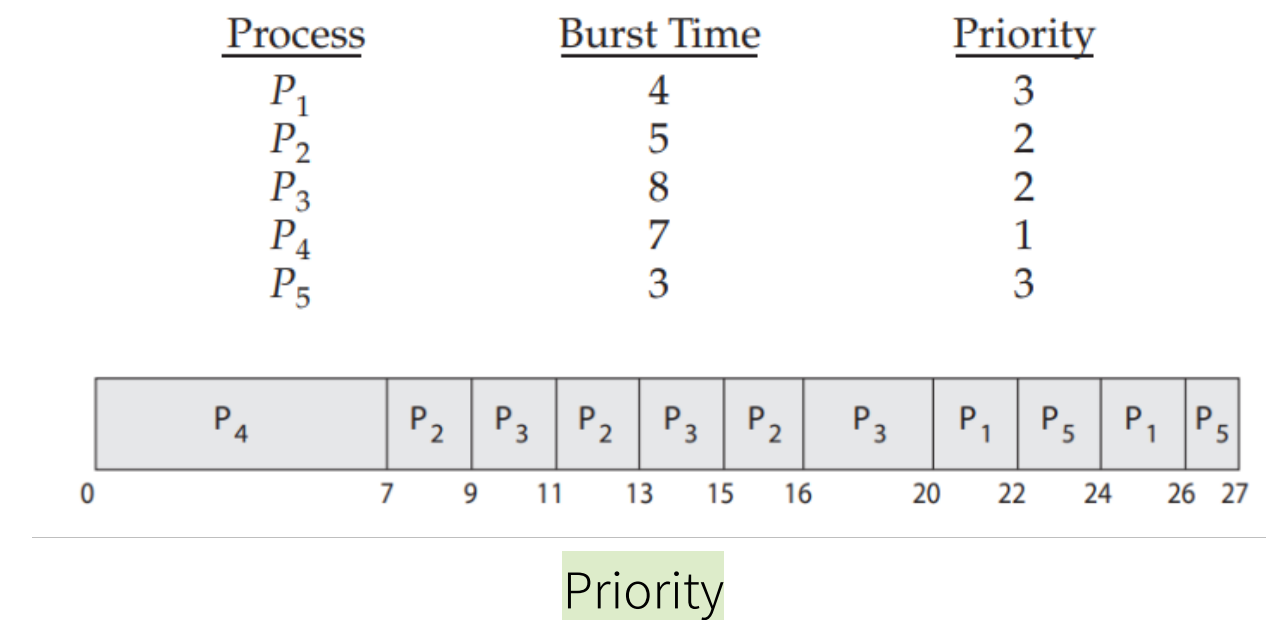 Process Burst Time Priority
P1 4 3
P2 5 2
P3 8 2
P4 7 1
P5 3 3
P4 P2 P3 P2 P3 P2 P3 P1 P5 P1 P5
0 7 9 11 13 15 16 20 22 24 26 27
Priority